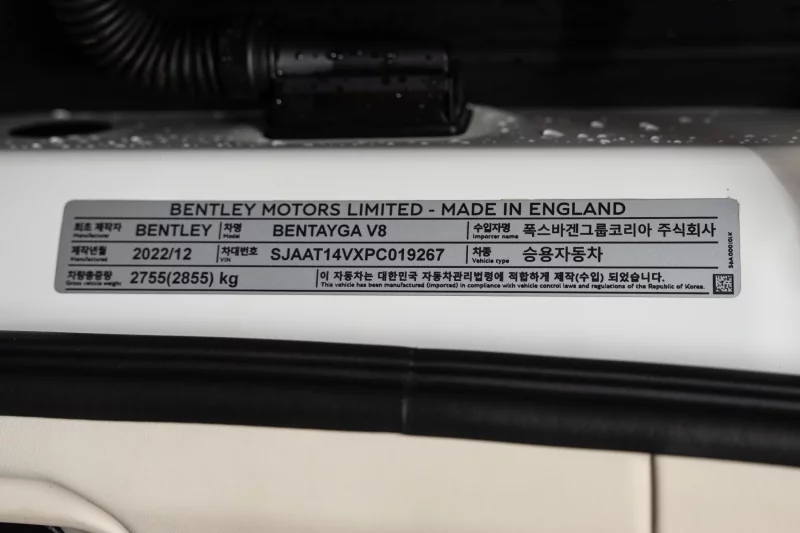 BENTLEY MOTORS LIMITED - MADE IN ENGLAND
최초 제작자 Manufacturer BENTLEY 차명 Model BENTAYGA V8 수입자명 Importer name 폭스바겐그룹코리아 주식회사
제작년월 Manufactured 2022/12 차대번호 VIN SJAAT14VXPC019267 차종 Vehicle type 승용자동차
차량총중량 Gross vehicle weight 2755(2855) kg 이 자동차는 대한민국 자동차관리법령에 적합하게 제작(수입) 되었습니다.
This vehicle has been manufactured (imported) in compliance with vehicle control laws and regulations of the Republic of Korea.